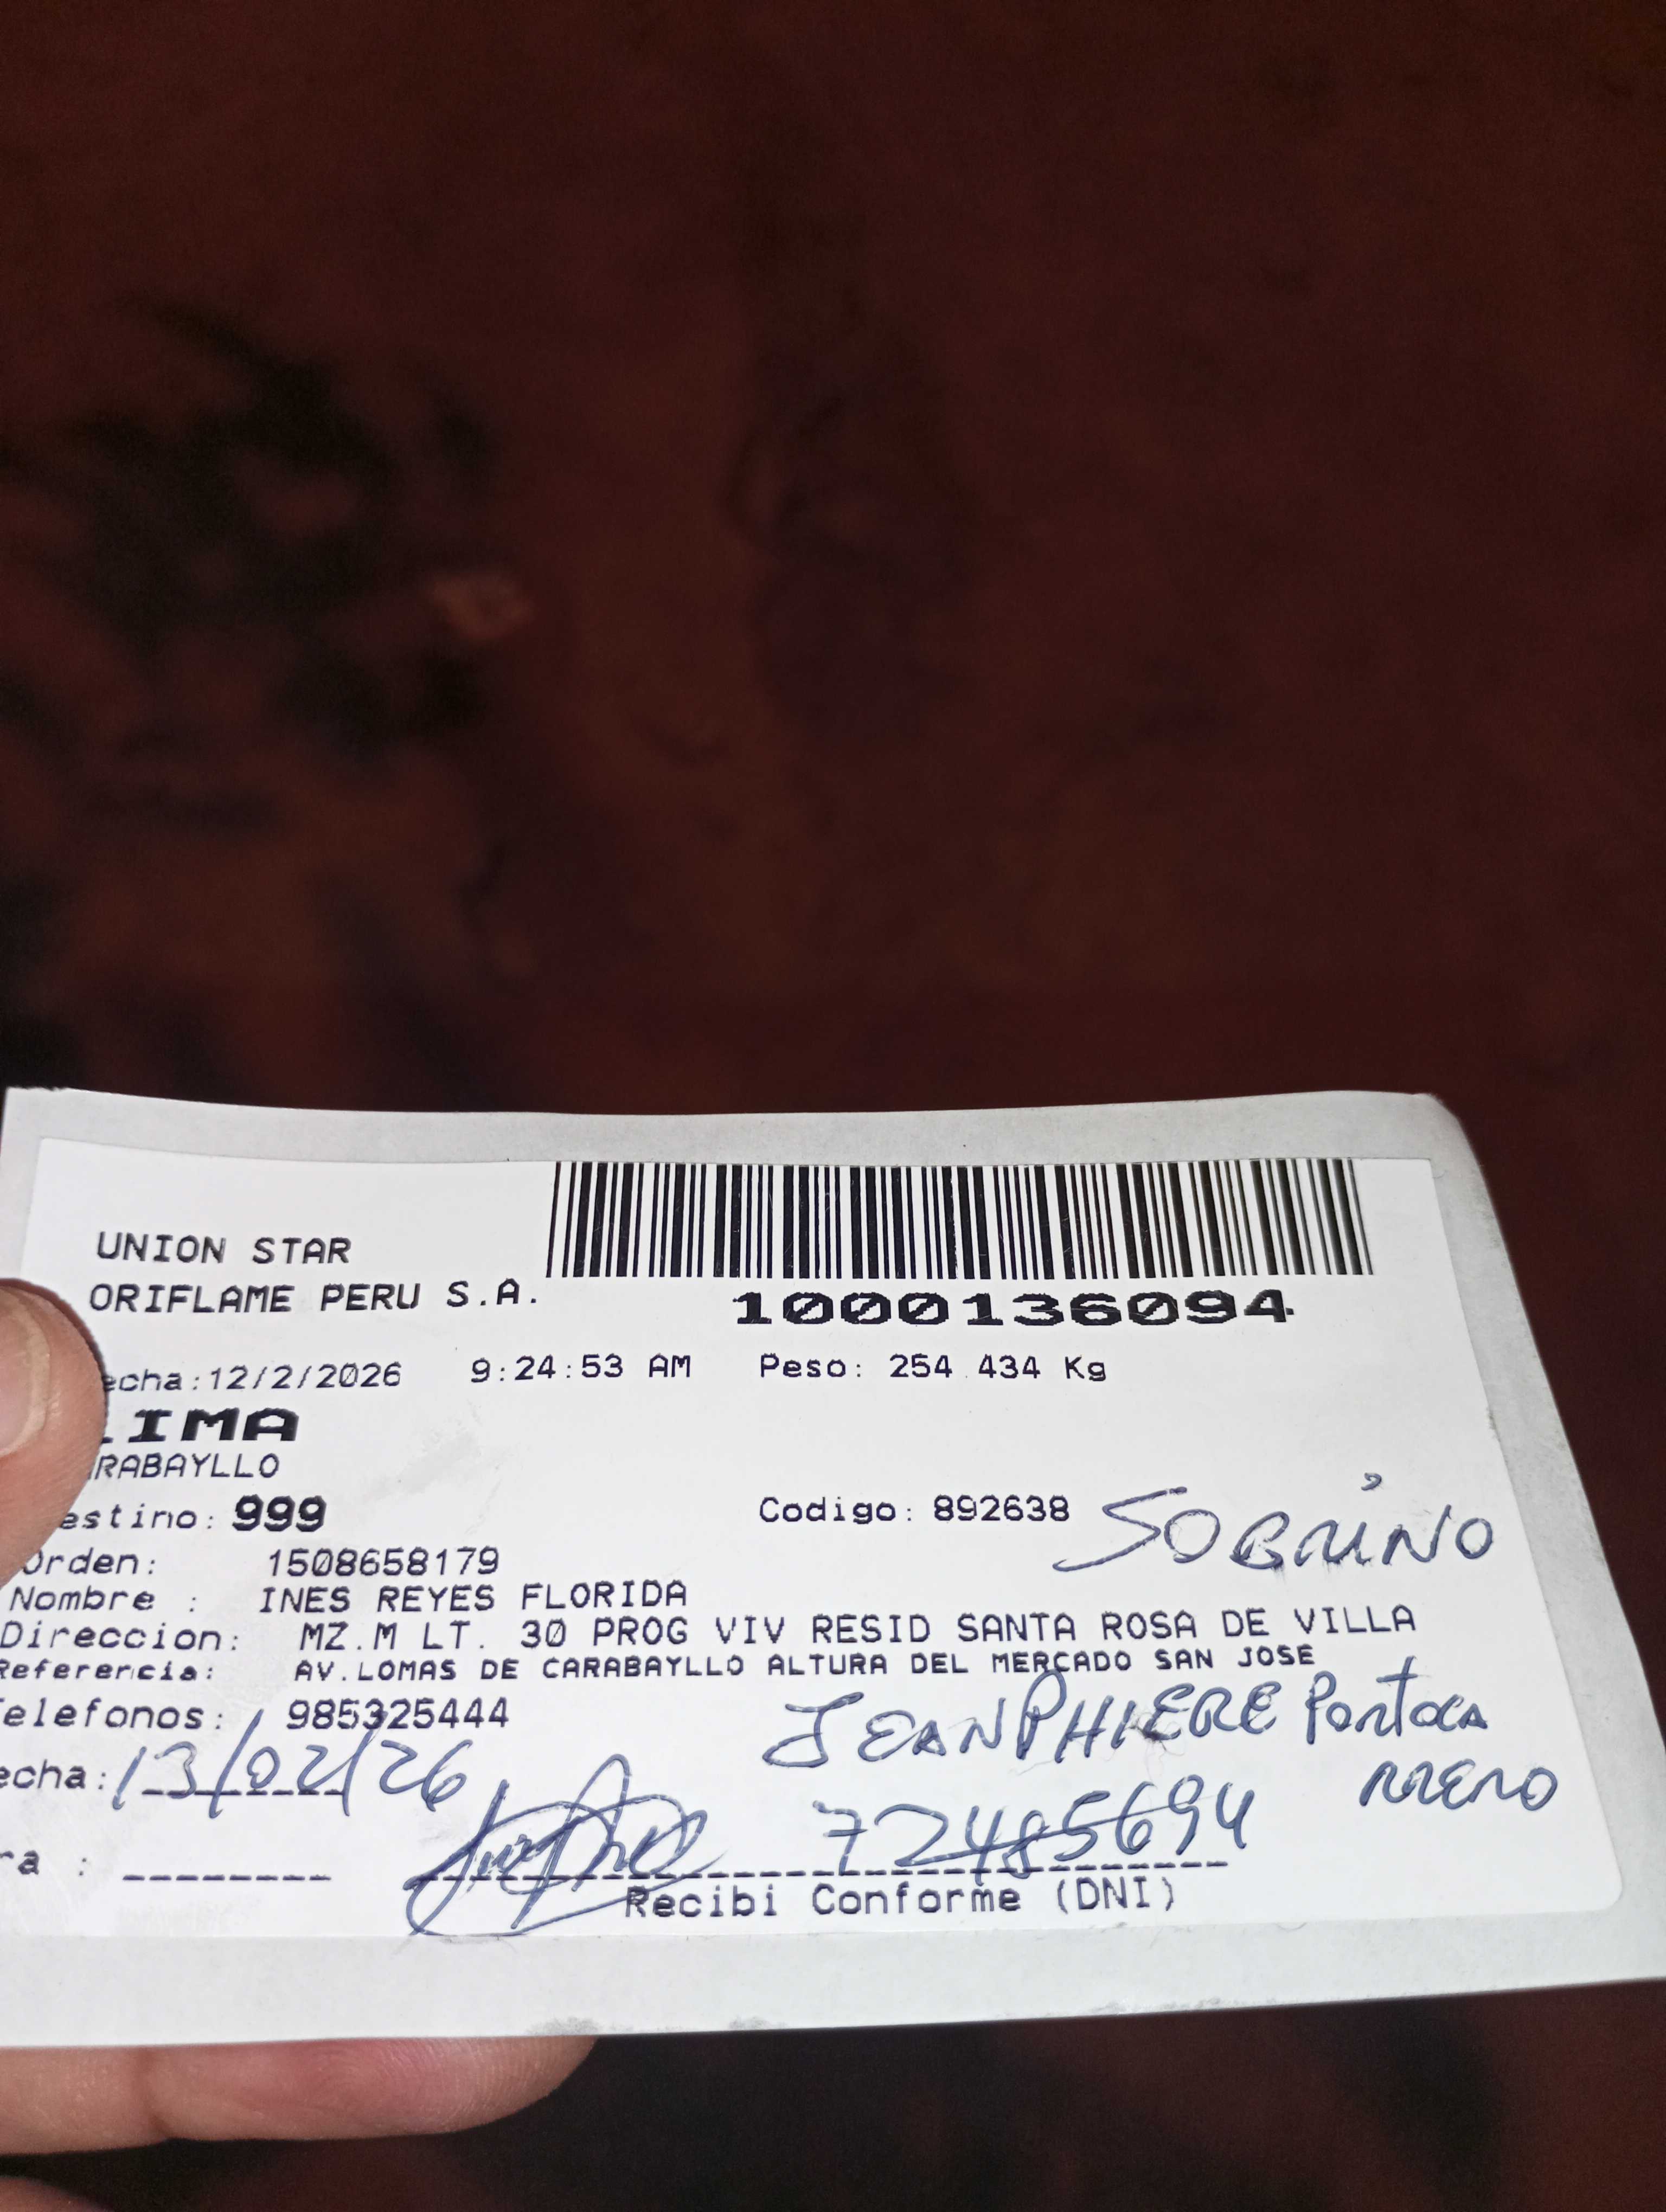 UNION STAR
ORIFLAME PERU S.A.
1000136094
echa:12/2/2026 9:24:53 AM Peso: 254.434 Kg
LIMA
RABAYLLO
estino: 999 Codigo: 892638 SOBRINO
Orden: 1508658179
Nombre : INES REYES FLORIDA
Direccion: MZ.M LT. 30 PROG VIV RESID SANTA ROSA DE VILLA
Referencia: AV.LOMAS DE CARABAYLLO ALTURA DEL MERCADO SAN JOSE
Telefonos: 985325444 JEANPHIERE Portoca
echa: 13/02/26 rrero
ra : 72485694
Recibi Conforme (DNI)